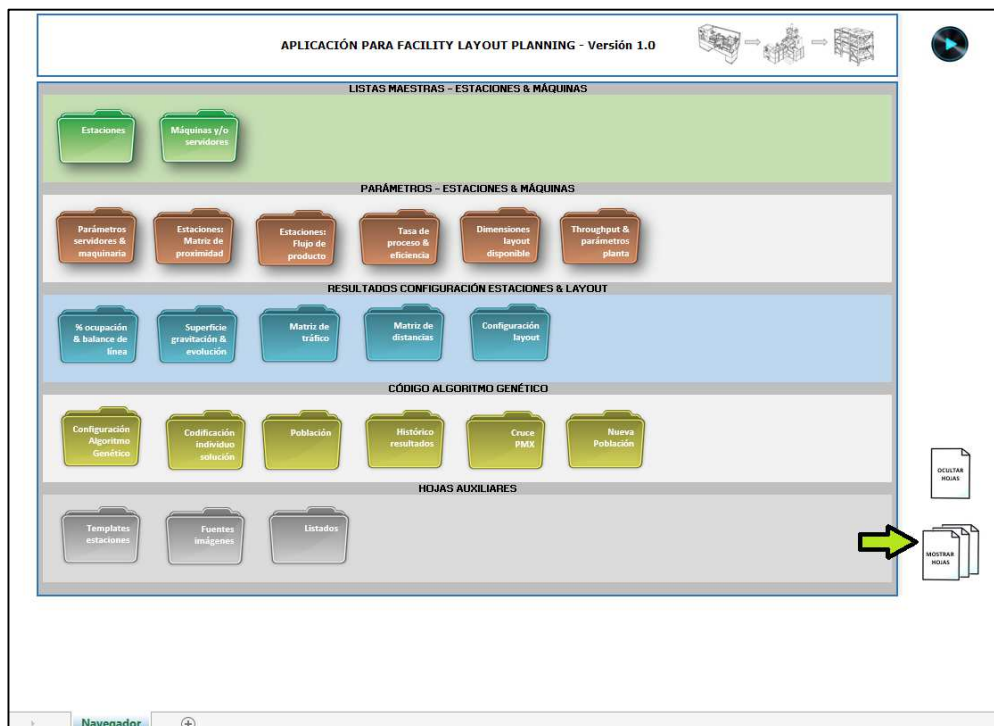 APLICACIÓN PARA FACILITY LAYOUT PLANNING - Versión 1.0
LISTAS MAESTRAS - ESTACIONES & MÁQUINAS
Estaciones
Máquinas y/o
servidores
PARÁMETROS - ESTACIONES & MÁQUINAS
Parámetros
servidores &
maquinaria
Estaciones:
Matriz de
proximidad
Estaciones:
Flujo de
producto
Tasa de
proceso &
eficiencia
Dimensiones
layout
disponible
Throughput &
parámetros
planta
RESULTADOS CONFIGURACIÓN ESTACIONES & LAYOUT
% ocupación
& balance de
línea
Superficie
gravitación &
evolución
Matriz de
tráfico
Matriz de
distancias
Configuración
layout
CÓDIGO ALGORITMO GENÉTICO
Configuración
Algoritmo
Genético
Codificación
individuo
solución
Población
Histórico
resultados
Cruce
PMX
Nueva
Población
OCULTAR
HOJAS
HOJAS AUXILIARES
Templates
estaciones
Fuentes
imágenes
Listados
MOSTRAR
HOJAS
Navegador